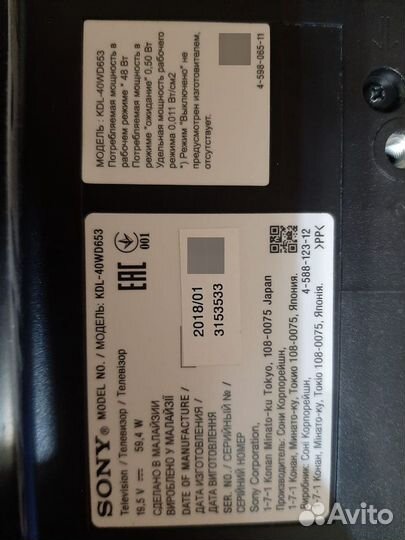 МОДЕЛЬ : KDL-40WD653
Потребляемая мощность в
рабочем режиме * 48 Вт
Потребляемая мощность в
режиме "ожидание" 0,50 Вт
Удельная мощность рабочего
режима 0,011 Вт/см2
*) Режим "Выключено" не
предусмотрен изготовителем,
отсутствует.
4-598-065-11
SONY® MODEL NO. / МОДЕЛЬ: KDL-40WD653
Television / Телевизор / Телевізор
19,5 V 59,4 W
СДЕЛАНО В МАЛАЙЗИИ
ВИРОБЛЕНО У МАЛАЙЗІЇ
DATE OF MANUFACTURE /
ДАТА ИЗГОТОВЛЕНИЯ /
ДАТА ВИГОТОВЛЕННЯ
SER. NO. / СЕРИЙНЫЙ № /
СЕРІЙНИЙ НОМЕР
EAC
001
2018/01
3153533
Sony Corporation,
1-7-1 Konan Minato-ku Tokyo, 108-0075 Japan
Производитель: Сони Корпорейшн,
1-7-1 Конан, Минато-ку, Токио 108-0075, Япония.
Виробник: Соні Корпорейшн,
1-7-1 Конан, Мінато-ку, Токіо 108-0075, Японія.
4-588-123-12
>PP<
Avito